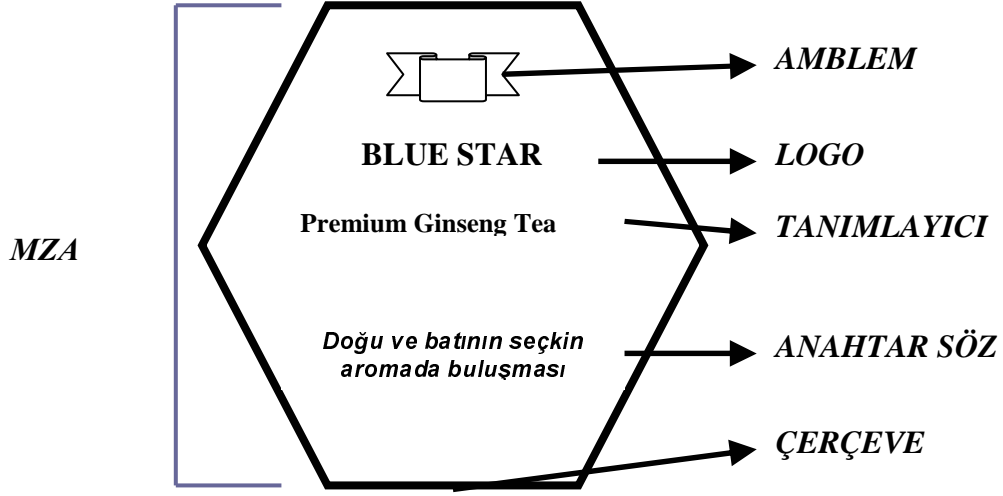 AMBLEM
BLUE STAR
LOGO
Premium Ginseng Tea
TANIMLAYICI
MZA
Doğu ve batının seçkin
aromada buluşması
ANAHTAR SÖZ
ÇERÇEVE